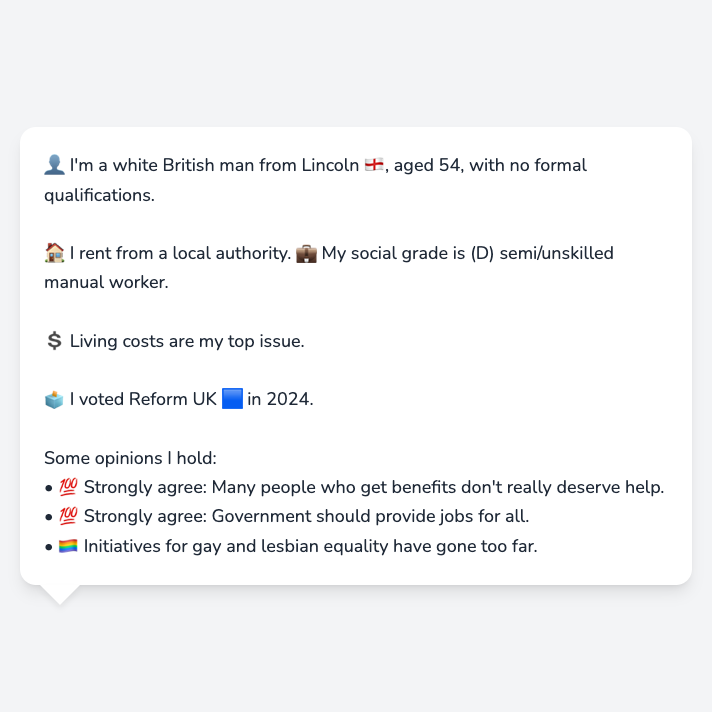 👤 I'm a white British man from Lincoln 🏴󠁧󠁢󠁥󠁮󠁧󠁿, aged 54, with no formal
qualifications.
🏠 I rent from a local authority. 💼 My social grade is (D) semi/unskilled
manual worker.
💲 Living costs are my top issue.
🗳️ I voted Reform UK 🟦 in 2024.
Some opinions I hold:
• 💯 Strongly agree: Many people who get benefits don't really deserve help.
• 💯 Strongly agree: Government should provide jobs for all.
• 🏳️‍🌈 Initiatives for gay and lesbian equality have gone too far.